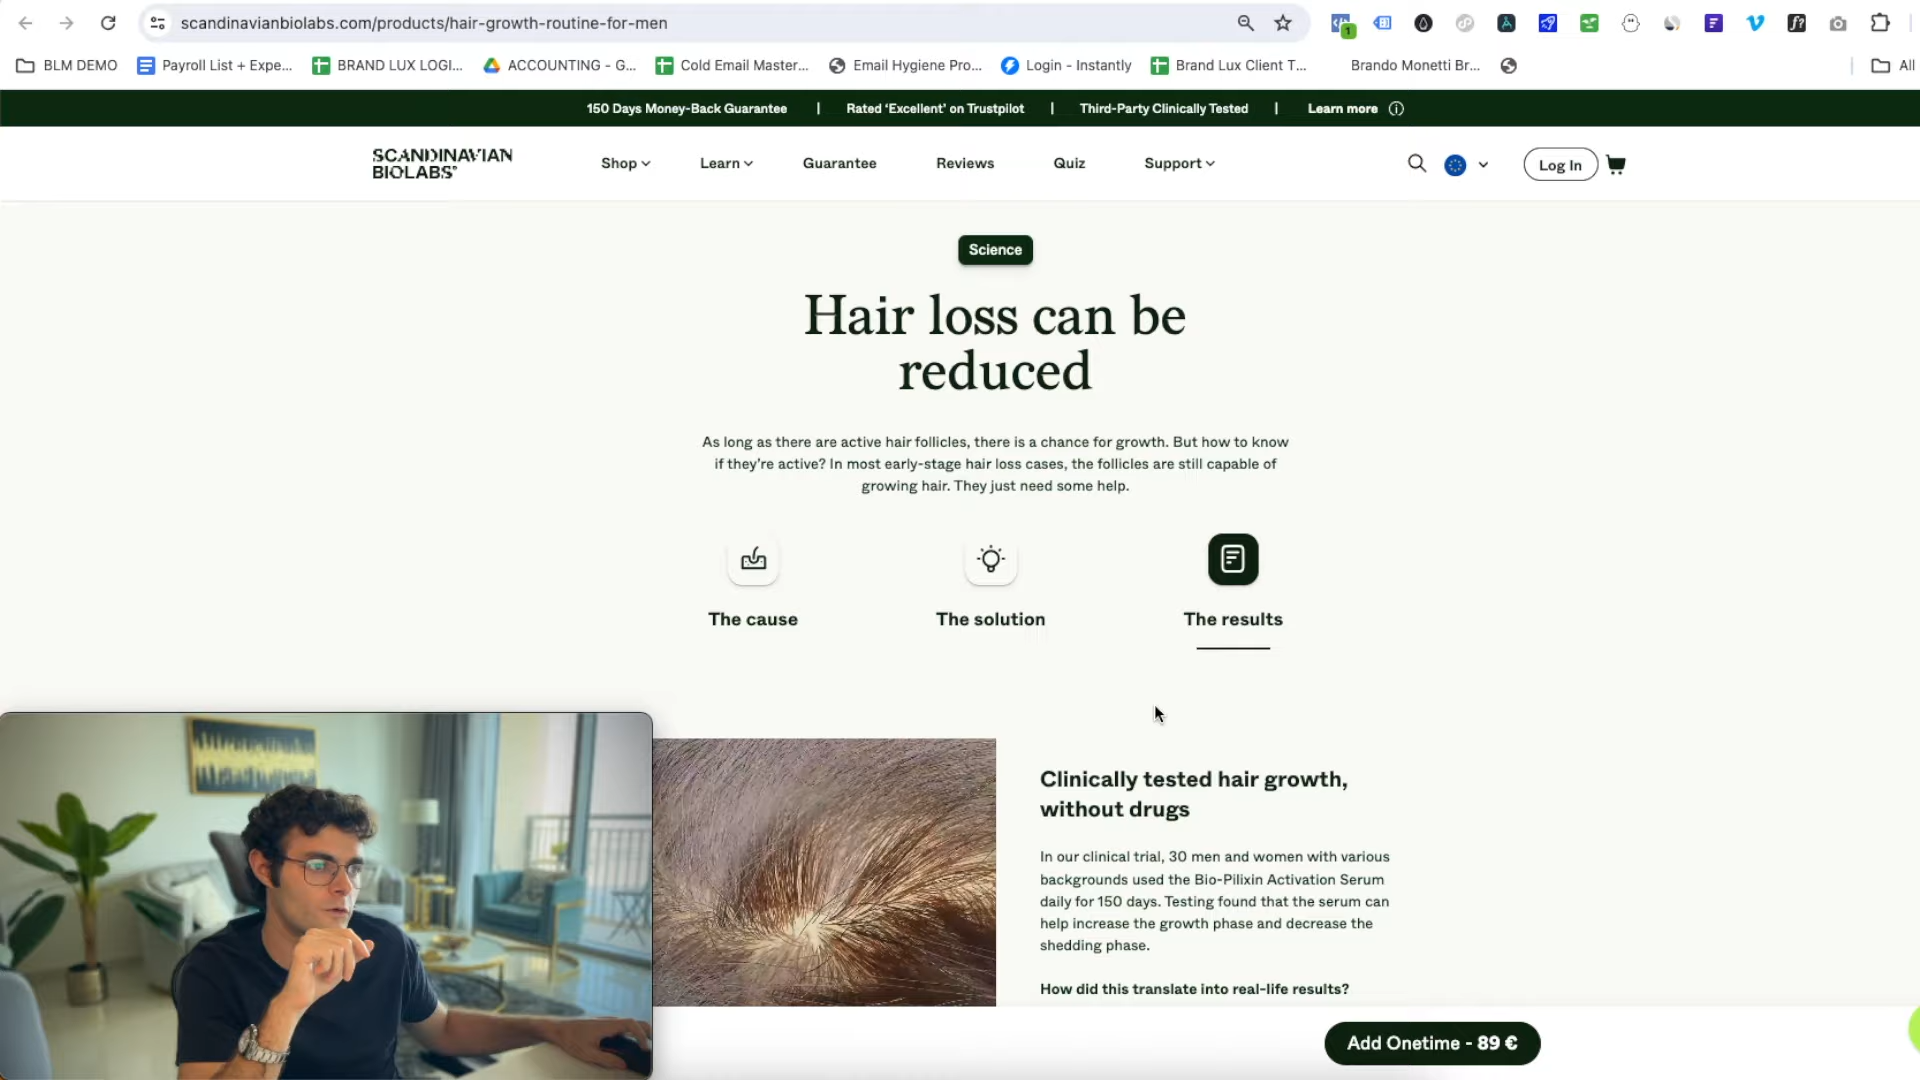 scandinavianbiolabs.com/products/hair-growth-routine-for-men
1
BLM DEMO
Payroll List + Expe...
BRAND LUX LOGI...
ACCOUNTING - G...
Cold Email Master...
Email Hygiene Pro...
Login - Instantly
Brand Lux Client T...
Brando Monetti Br...
All
150 Days Money-Back Guarantee | Rated ‘Excellent’ on Trustpilot | Third-Party Clinically Tested | Learn more
SCANDINAVIAN
BIOLABS®
Shop
Learn
Guarantee
Reviews
Quiz
Support
Log In
Science
Hair loss can be
reduced
As long as there are active hair follicles, there is a chance for growth. But how to know
if they're active? In most early-stage hair loss cases, the follicles are still capable of
growing hair. They just need some help.
The cause
The solution
The results
Clinically tested hair growth,
without drugs
In our clinical trial, 30 men and women with various
backgrounds used the Bio-Pilixin Activation Serum
daily for 150 days. Testing found that the serum can
help increase the growth phase and decrease the
shedding phase.
How did this translate into real-life results?
Add Onetime - 89 €